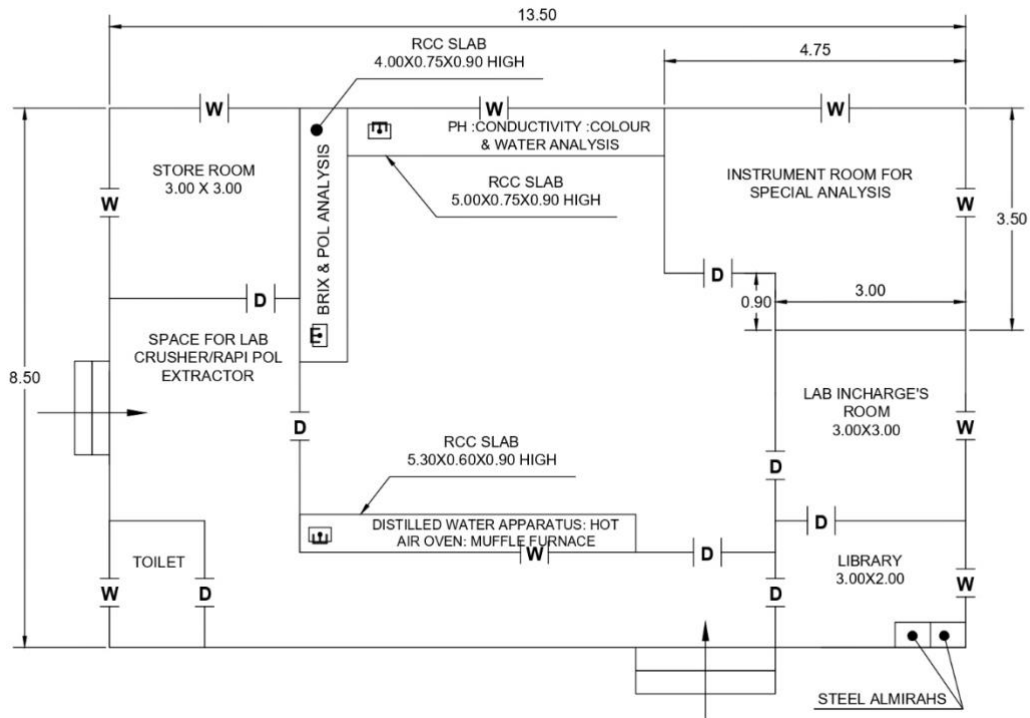 13.50
RCC SLAB
4.00X0.75X0.90 HIGH
4.75
W
W
W
PH :CONDUCTIVITY :COLOUR
& WATER ANALYSIS
STORE ROOM
3.00 X 3.00
BRIX & POL ANALYSIS
RCC SLAB
5.00X0.75X0.90 HIGH
INSTRUMENT ROOM FOR
SPECIAL ANALYSIS
W
W
3.50
D
D
0.90
3.00
E
SPACE FOR LAB
CRUSHER/RAPI POL
EXTRACTOR
8.50
LAB INCHARGE'S
ROOM
3.00X3.00
D
W
RCC SLAB
5.30X0.60X0.90 HIGH
D
DISTILLED WATER APPARATUS: HOT
AIR OVEN: MUFFLE FURNACE
D
W
D
TOILET
LIBRARY
3.00X2.00
W
D
D
W
STEEL ALMIRAHS